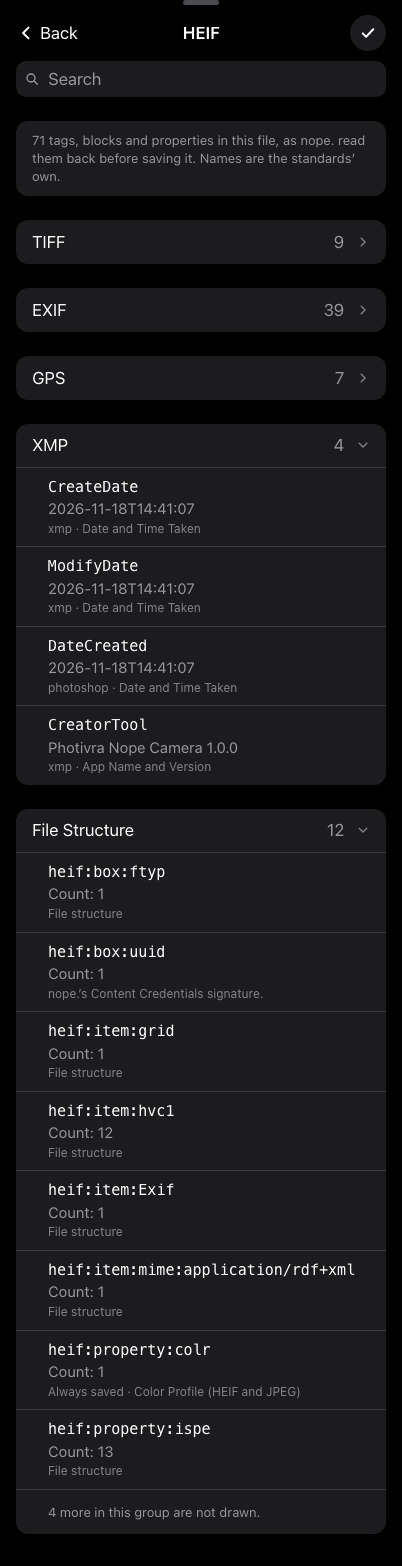 Back
HEIF
Search
71 tags, blocks and properties in this file, as nope. read
them back before saving it. Names are the standards’
own.
TIFF 9
EXIF 39
GPS 7
XMP 4
CreateDate
2026-11-18T14:41:07
xmp · Date and Time Taken
ModifyDate
2026-11-18T14:41:07
xmp · Date and Time Taken
DateCreated
2026-11-18T14:41:07
photoshop · Date and Time Taken
CreatorTool
Photivra Nope Camera 1.0.0
xmp · App Name and Version
File Structure 12
heif:box:ftyp
Count: 1
File structure
heif:box:uuid
Count: 1
nope.’s Content Credentials signature.
heif:item:grid
Count: 1
File structure
heif:item:hvc1
Count: 12
File structure
heif:item:Exif
Count: 1
File structure
heif:item:mime:application/rdf+xml
Count: 1
File structure
heif:property:colr
Count: 1
Always saved · Color Profile (HEIF and JPEG)
heif:property:ispe
Count: 13
File structure
4 more in this group are not drawn.